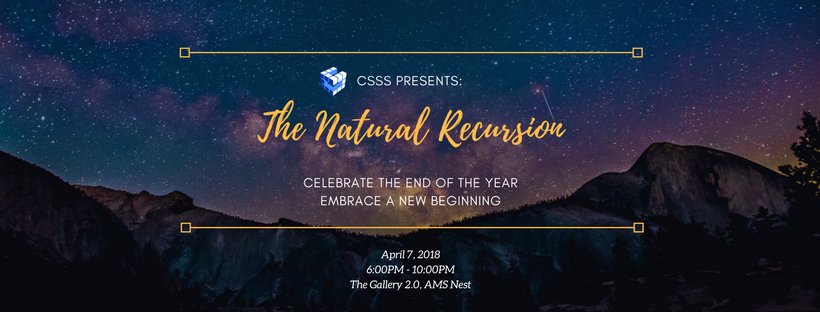 CSSS PRESENTS:
The Natural Recursion
CELEBRATE THE END OF THE YEAR
EMBRACE A NEW BEGINNING
April 7, 2018
6:00PM - 10:00PM
The Gallery 2.0, AMS Nest